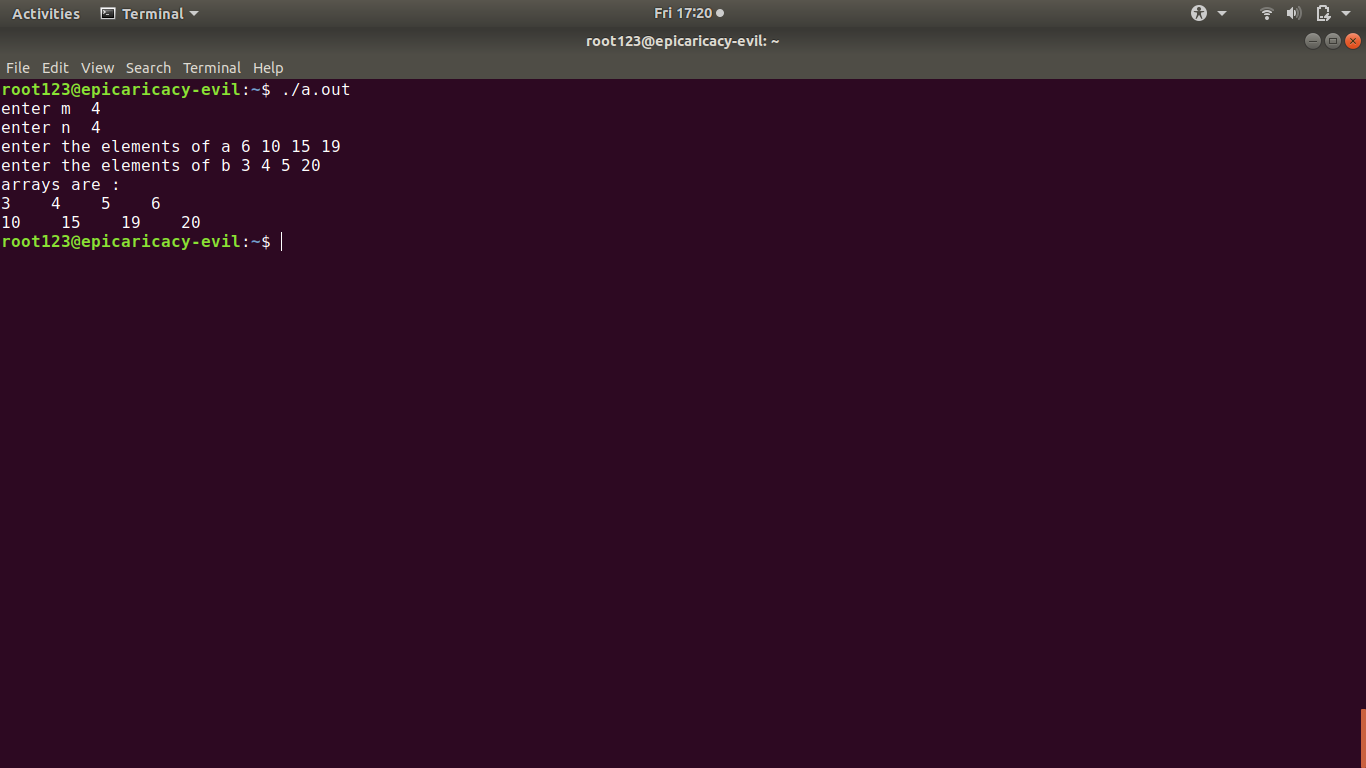 Activities Terminal Fri 17:20
root123@epicaricacy-evil: ~
File Edit View Search Terminal Help
root123@epicaricacy-evil:~$ ./a.out
enter m  4
enter n  4
enter the elements of a 6 10 15 19
enter the elements of b 3 4 5 20
arrays are :
3    4    5    6
10    15    19    20
root123@epicaricacy-evil:~$